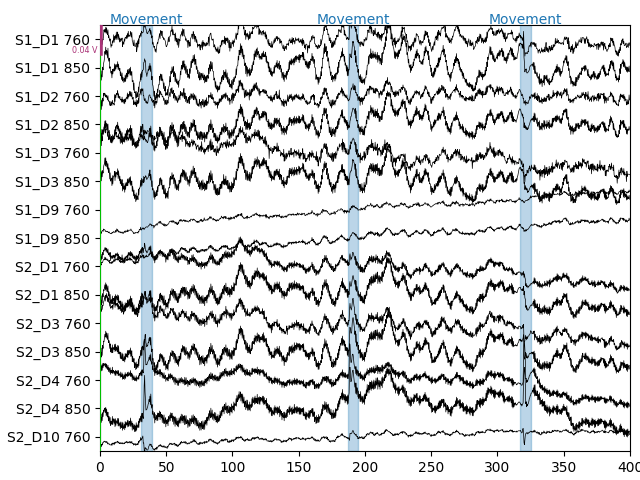 Movement Movement Movement
S1_D1 760
0.04 V
S1_D1 850
S1_D2 760
S1_D2 850
S1_D3 760
S1_D3 850
S1_D9 760
S1_D9 850
S2_D1 760
S2_D1 850
S2_D3 760
S2_D3 850
S2_D4 760
S2_D4 850
S2_D10 760
0 50 100 150 200 250 300 350 400